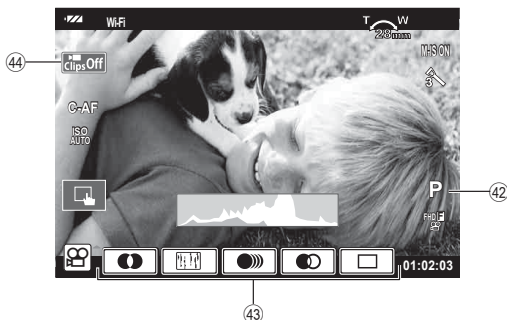 Wi-Fi
T W
28mm
44
Clips Off
M-IS ON
3
C-AF
ISO
AUTO
P
42
FHD F
01:02:03
43